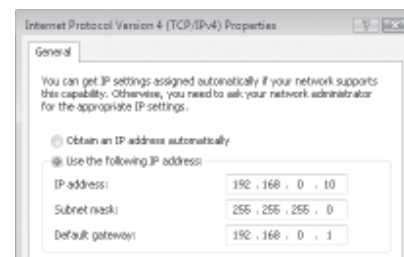 Internet Protocol Version 4 (TCP/IPv4) Properties
General
You can get IP settings assigned automatically if your network supports
this capability. Otherwise, you need to ask your network administrator
for the appropriate IP settings.
Obtain an IP address automatically
Use the following IP address:
IP address: 192 . 168 . 0 . 10
Subnet mask: 255 . 255 . 255 . 0
Default gateway: 192 . 168 . 0 . 1